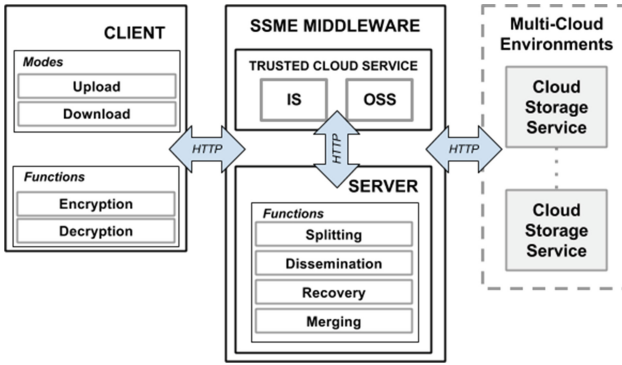 CLIENT
Modes
Upload
Download
Functions
Encryption
Decryption
HTTP
SSME MIDDLEWARE
TRUSTED CLOUD SERVICE
IS
OSS
HTTP
SERVER
Functions
Splitting
Dissemination
Recovery
Merging
HTTP
Multi-Cloud
Environments
Cloud
Storage
Service
Cloud
Storage
Service